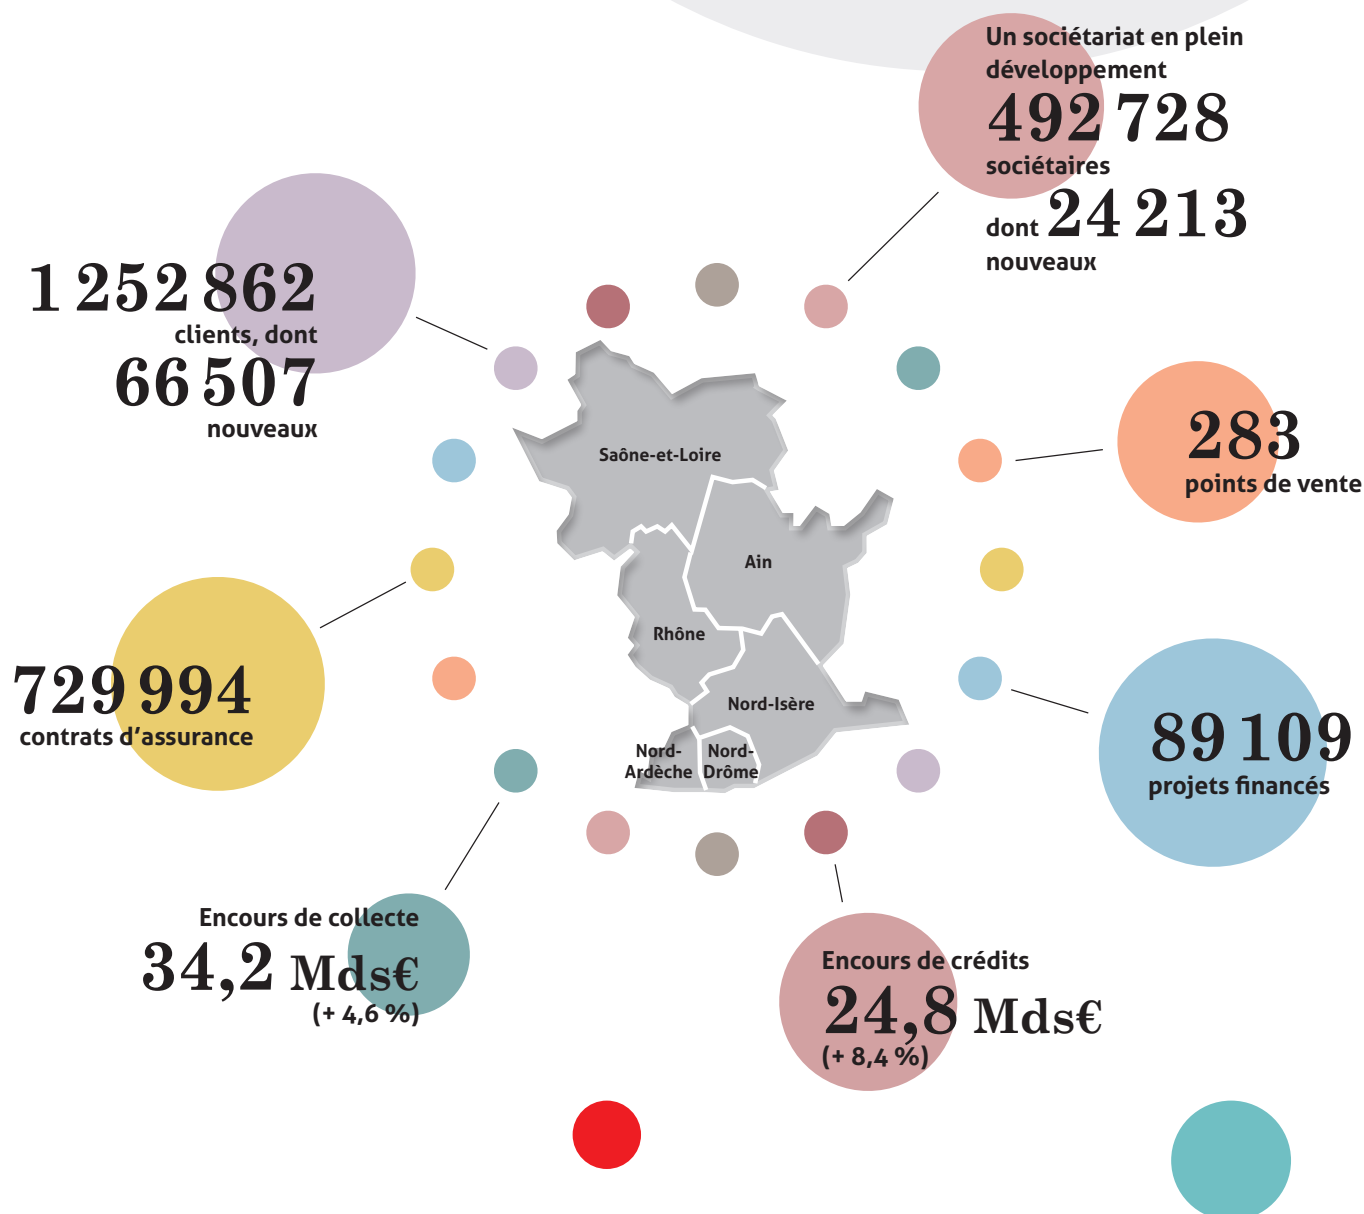 Un sociétariat en plein
développement
492 728
sociétaires
dont 24 213
nouveaux
1 252 862
clients, dont
66 507
nouveaux
283
points de vente
Saône-et-Loire
Ain
Rhône
Nord-Isère
Nord-
Ardèche
Nord-
Drôme
729 994
contrats d’assurance
89 109
projets financés
Encours de collecte
34,2 Mds€
(+ 4,6 %)
Encours de crédits
24,8 Mds€
(+ 8,4 %)